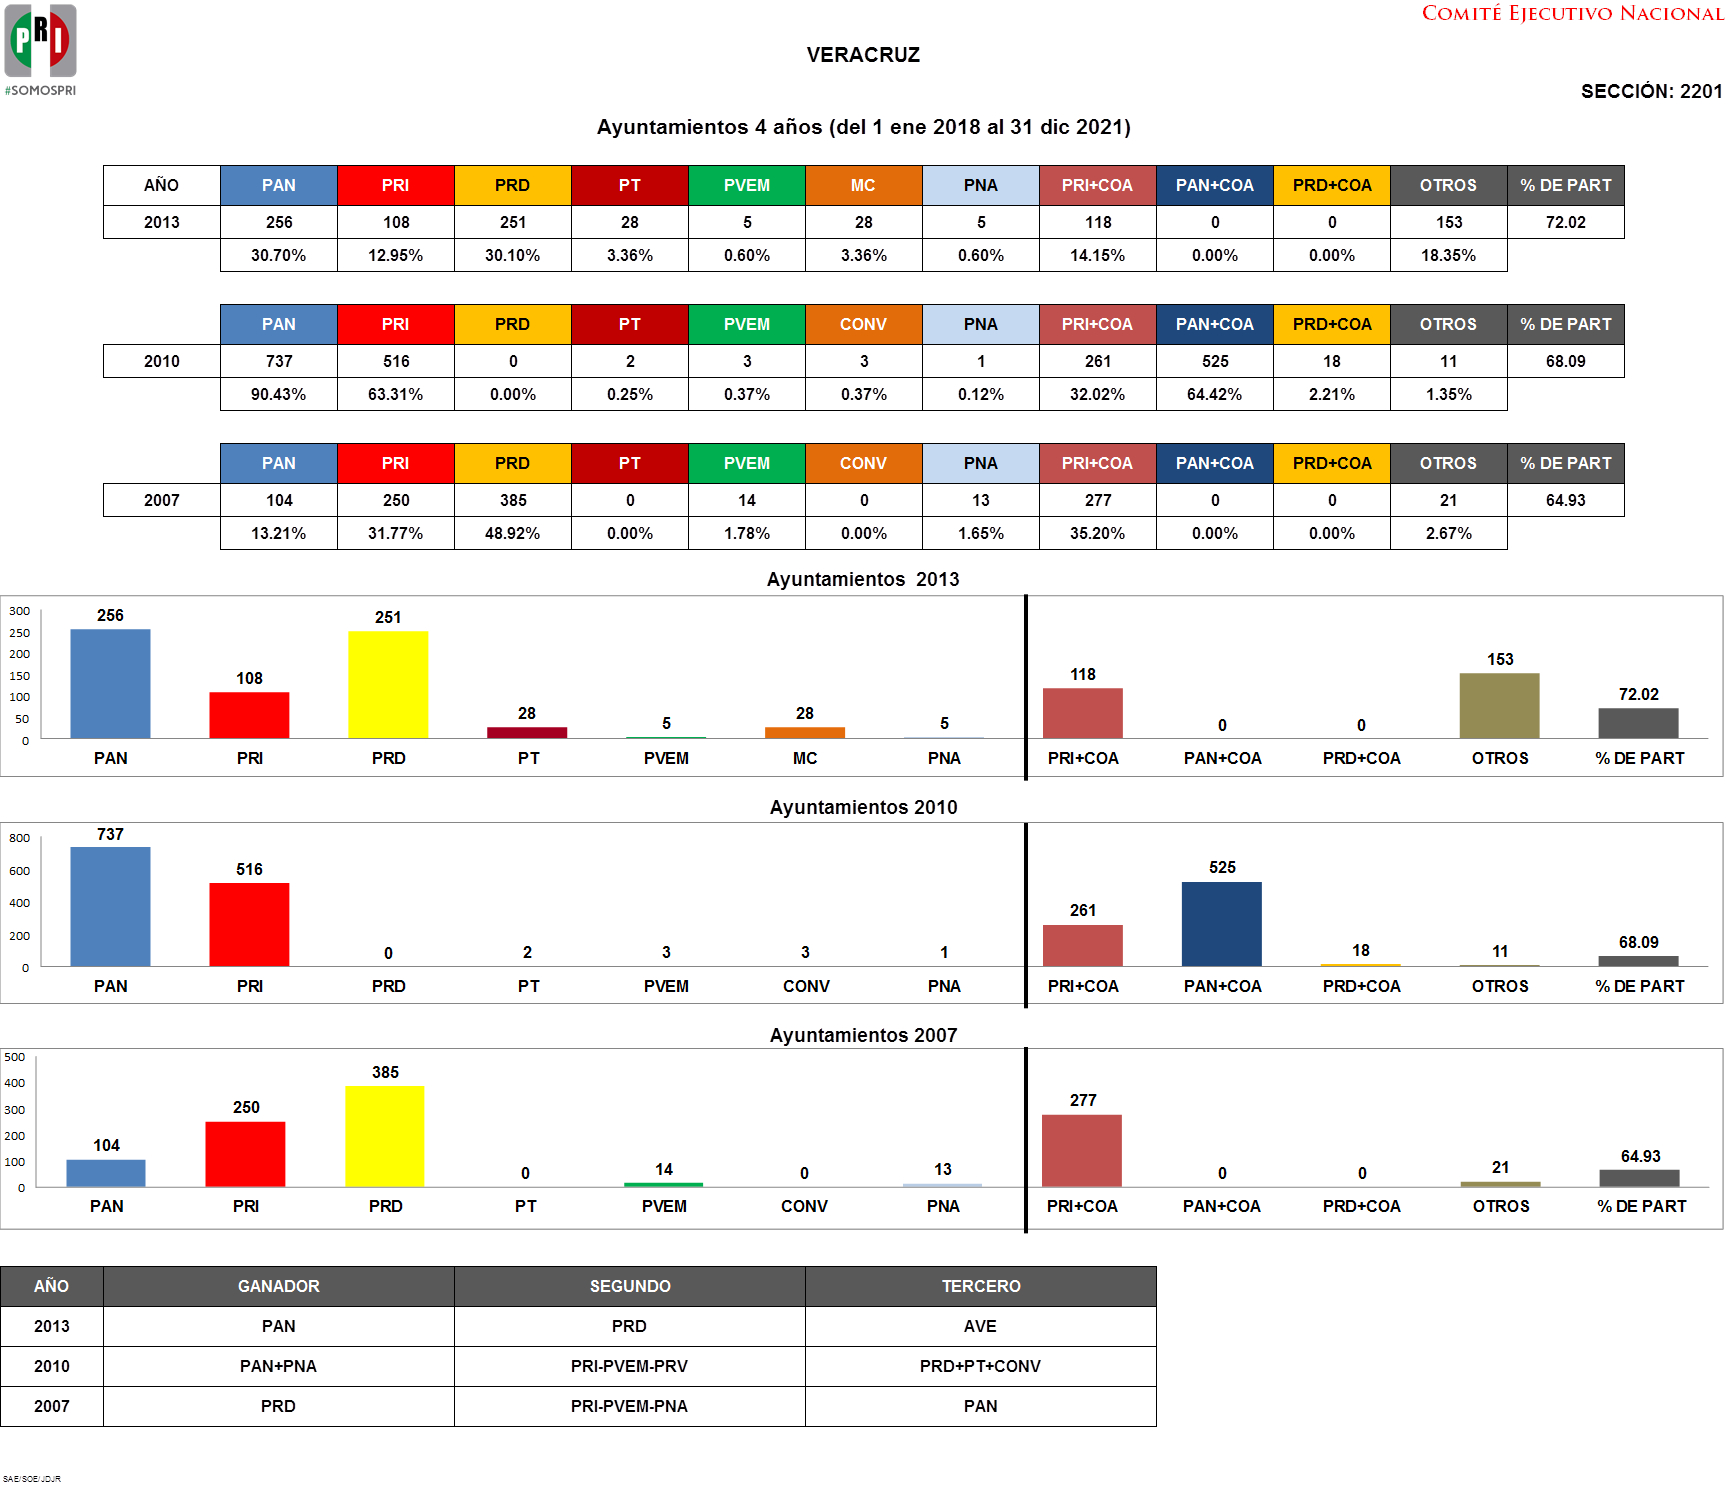 PRI
#SOMOSPRI
COMITÉ EJECUTIVO NACIONAL
VERACRUZ
SECCIÓN: 2201
Ayuntamientos 4 años (del 1 ene 2018 al 31 dic 2021)
AÑO PAN PRI PRD PT PVEM MC PNA PRI+COA PAN+COA PRD+COA OTROS % DE PART
2013 256 108 251 28 5 28 5 118 0 0 153 72.02
30.70% 12.95% 30.10% 3.36% 0.60% 3.36% 0.60% 14.15% 0.00% 0.00% 18.35%
PAN PRI PRD PT PVEM CONV PNA PRI+COA PAN+COA PRD+COA OTROS % DE PART
2010 737 516 0 2 3 3 1 261 525 18 11 68.09
90.43% 63.31% 0.00% 0.25% 0.37% 0.37% 0.12% 32.02% 64.42% 2.21% 1.35%
PAN PRI PRD PT PVEM CONV PNA PRI+COA PAN+COA PRD+COA OTROS % DE PART
2007 104 250 385 0 14 0 13 277 0 0 21 64.93
13.21% 31.77% 48.92% 0.00% 1.78% 0.00% 1.65% 35.20% 0.00% 0.00% 2.67%
Ayuntamientos 2013
300
250
200
150
100
50
0
256 108 251 28 5 28 5 118 0 0 153 72.02
PAN PRI PRD PT PVEM MC PNA PRI+COA PAN+COA PRD+COA OTROS % DE PART
Ayuntamientos 2010
800
600
400
200
0
737 516 0 2 3 3 1 261 525 18 11 68.09
PAN PRI PRD PT PVEM CONV PNA PRI+COA PAN+COA PRD+COA OTROS % DE PART
Ayuntamientos 2007
500
400
300
200
100
0
104 250 385 0 14 0 13 277 0 0 21 64.93
PAN PRI PRD PT PVEM CONV PNA PRI+COA PAN+COA PRD+COA OTROS % DE PART
AÑO GANADOR SEGUNDO TERCERO
2013 PAN PRD AVE
2010 PAN+PNA PRI-PVEM-PRV PRD+PT+CONV
2007 PRD PRI-PVEM-PNA PAN
SAE/SOE/JDJR